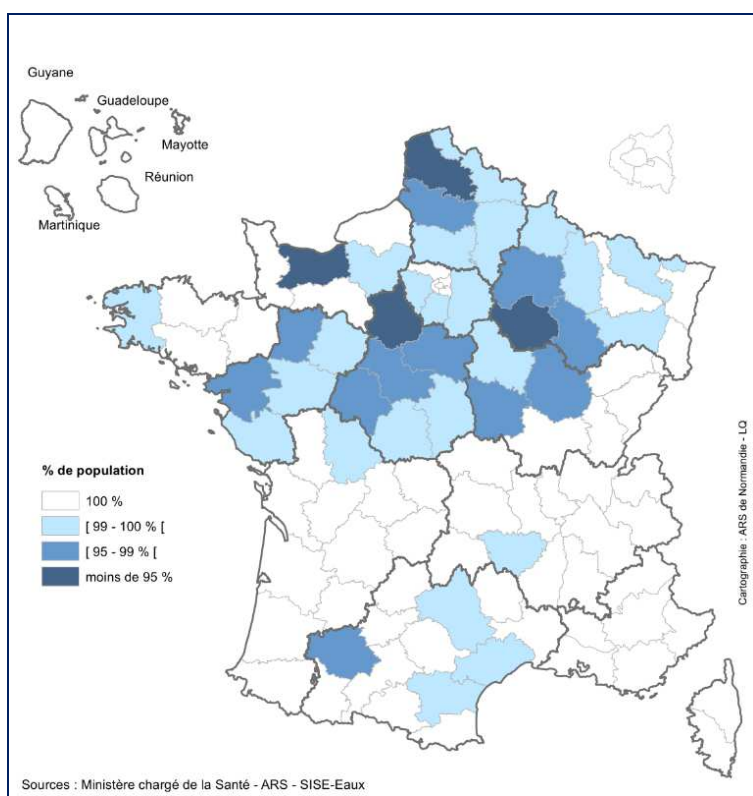 Guyane
Guadeloupe
Mayotte
Réunion
Martinique
% de population
100 %
[ 99 - 100 % [
[ 95 - 99 % [
moins de 95 %
Cartographie : ARS de Normandie - LQ
Sources : Ministère chargé de la Santé - ARS - SISE-Eaux